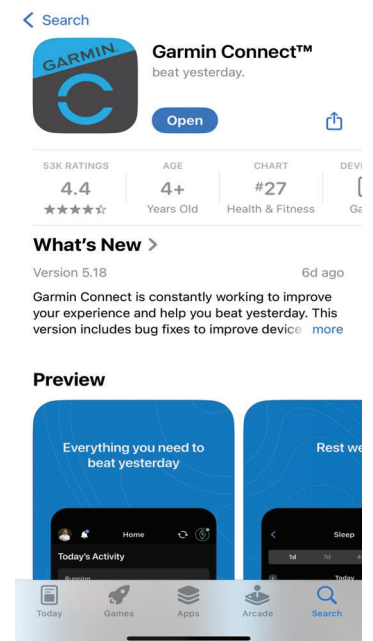 Search
GARMIN
Garmin Connect™
beat yesterday.
Open
53K RATINGS
AGE
CHART
4.4
4+
#27
Years Old
Health & Fitness
What's New
Version 5.18
6d ago
Garmin Connect is constantly working to improve
your experience and help you beat yesterday. This
version includes bug fixes to improve device more
Preview
Everything you need to
beat yesterday
Rest
Home
Sleep
Today's Activity
1d
7d
Running
Today
Today
Games
Apps
Arcade
Search